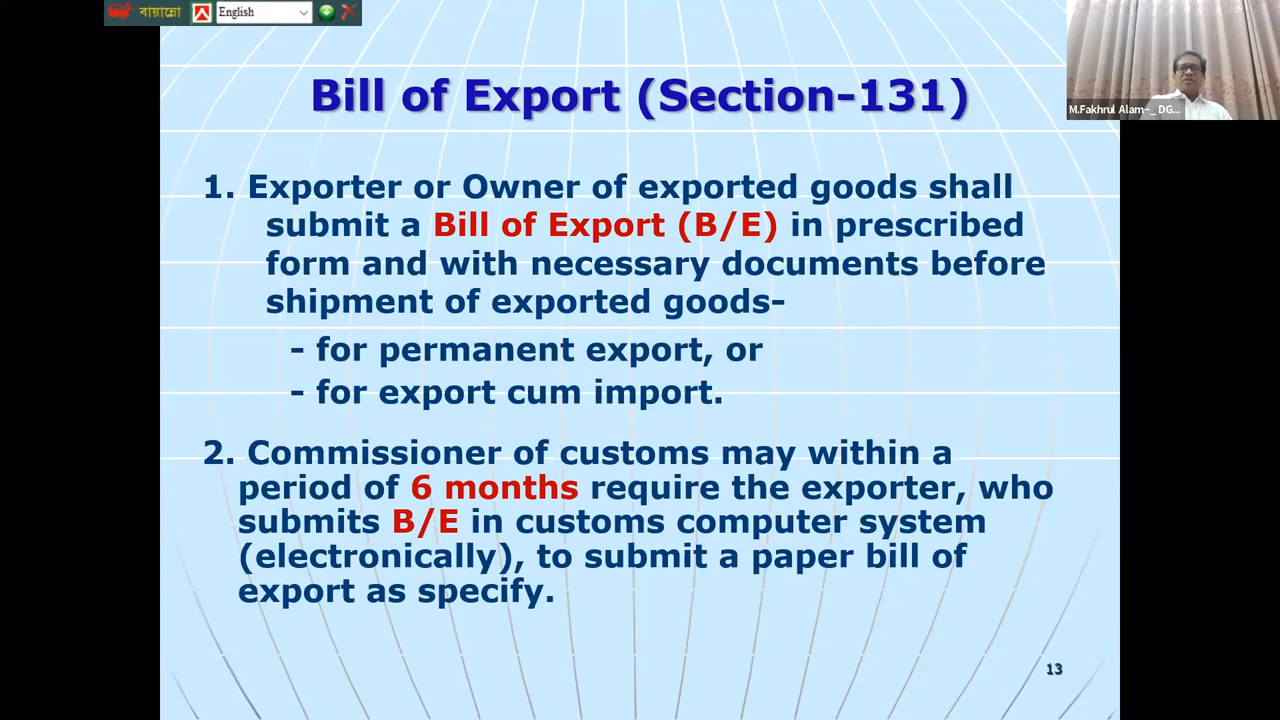 বায়ান্নো English
M.Fakhrul Alam~_ DG...
Bill of Export (Section-131)
1. Exporter or Owner of exported goods shall
submit a Bill of Export (B/E) in prescribed
form and with necessary documents before
shipment of exported goods-
- for permanent export, or
- for export cum import.
2. Commissioner of customs may within a
period of 6 months require the exporter, who
submits B/E in customs computer system
(electronically), to submit a paper bill of
export as specify.
13